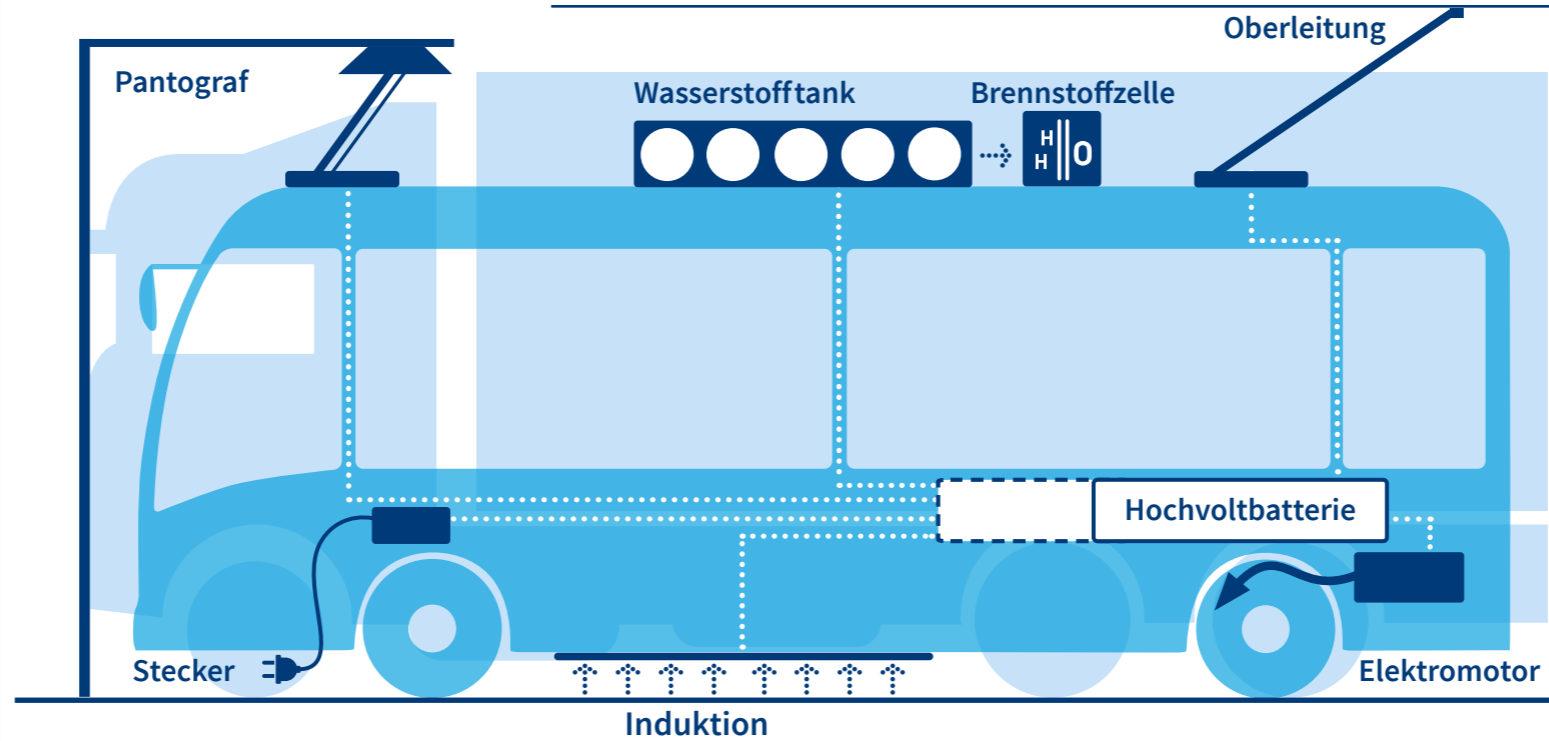 Oberleitung
Pantograf
Wasserstofftank
Brennstoffzelle
H
H
O
Hochvoltbatterie
Stecker
Elektromotor
Induktion